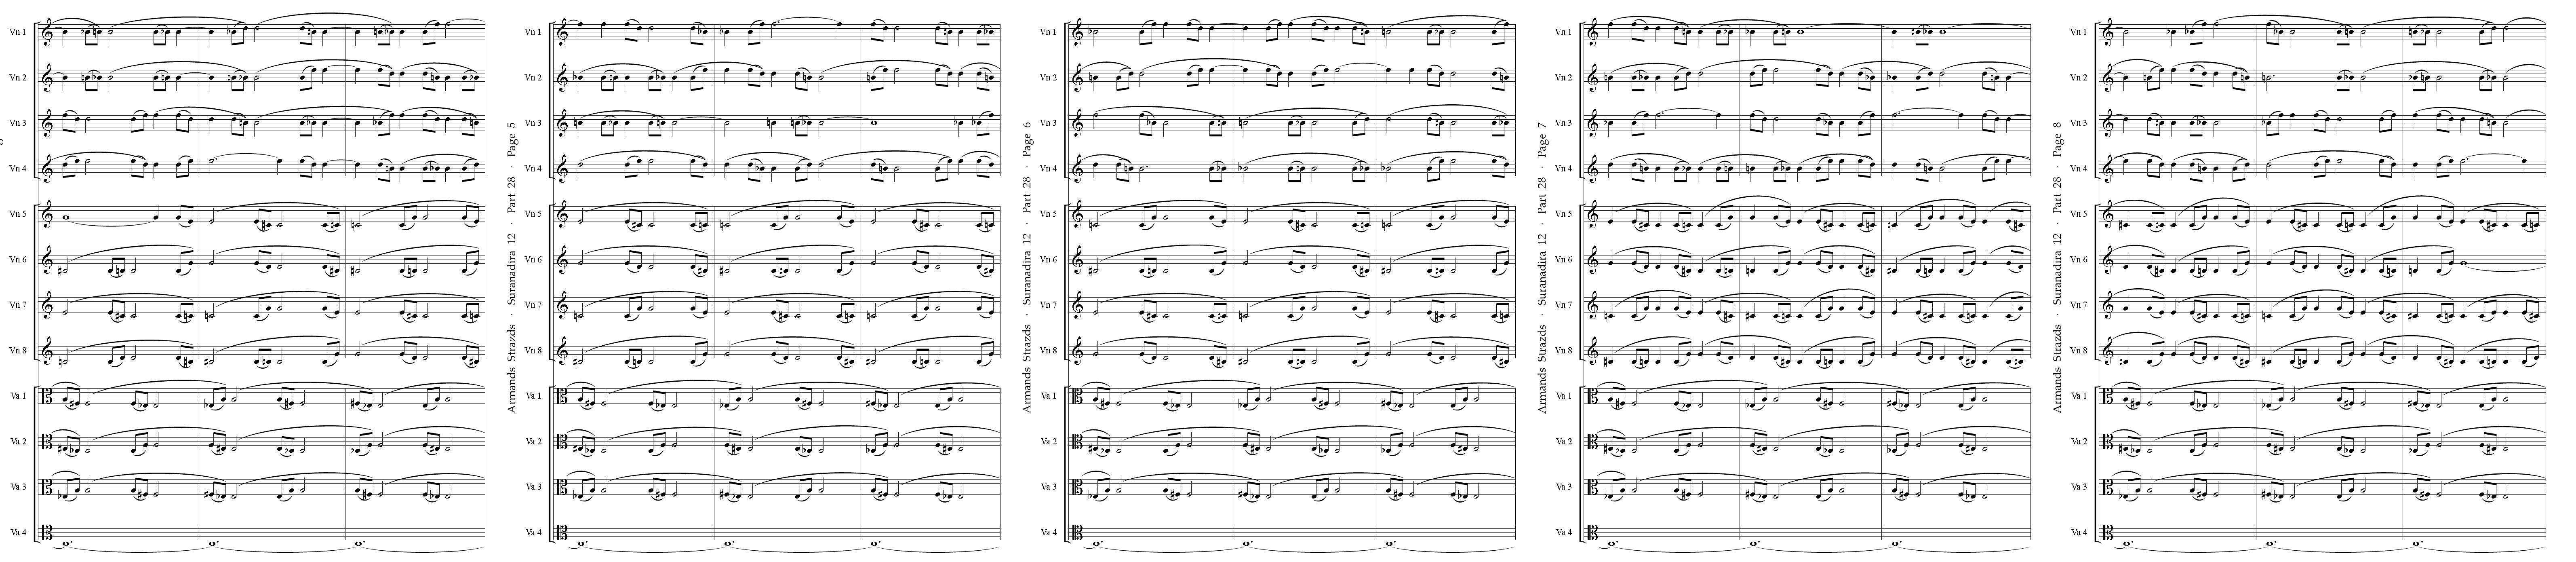 Vn 1
Vn 2
Vn 3
Vn 4
Vn 5
Vn 6
Vn 7
Vn 8
Va 1
Va 2
Va 3
Va 4
Armands Strazds · Suranadira 12 · Part 28 · Page 5
Vn 1
Vn 2
Vn 3
Vn 4
Vn 5
Vn 6
Vn 7
Vn 8
Va 1
Va 2
Va 3
Va 4
Armands Strazds · Suranadira 12 · Part 28 · Page 6
Vn 1
Vn 2
Vn 3
Vn 4
Vn 5
Vn 6
Vn 7
Vn 8
Va 1
Va 2
Va 3
Va 4
Armands Strazds · Suranadira 12 · Part 28 · Page 7
Vn 1
Vn 2
Vn 3
Vn 4
Vn 5
Vn 6
Vn 7
Vn 8
Va 1
Va 2
Va 3
Va 4
Armands Strazds · Suranadira 12 · Part 28 · Page 8
Vn 1
Vn 2
Vn 3
Vn 4
Vn 5
Vn 6
Vn 7
Vn 8
Va 1
Va 2
Va 3
Va 4